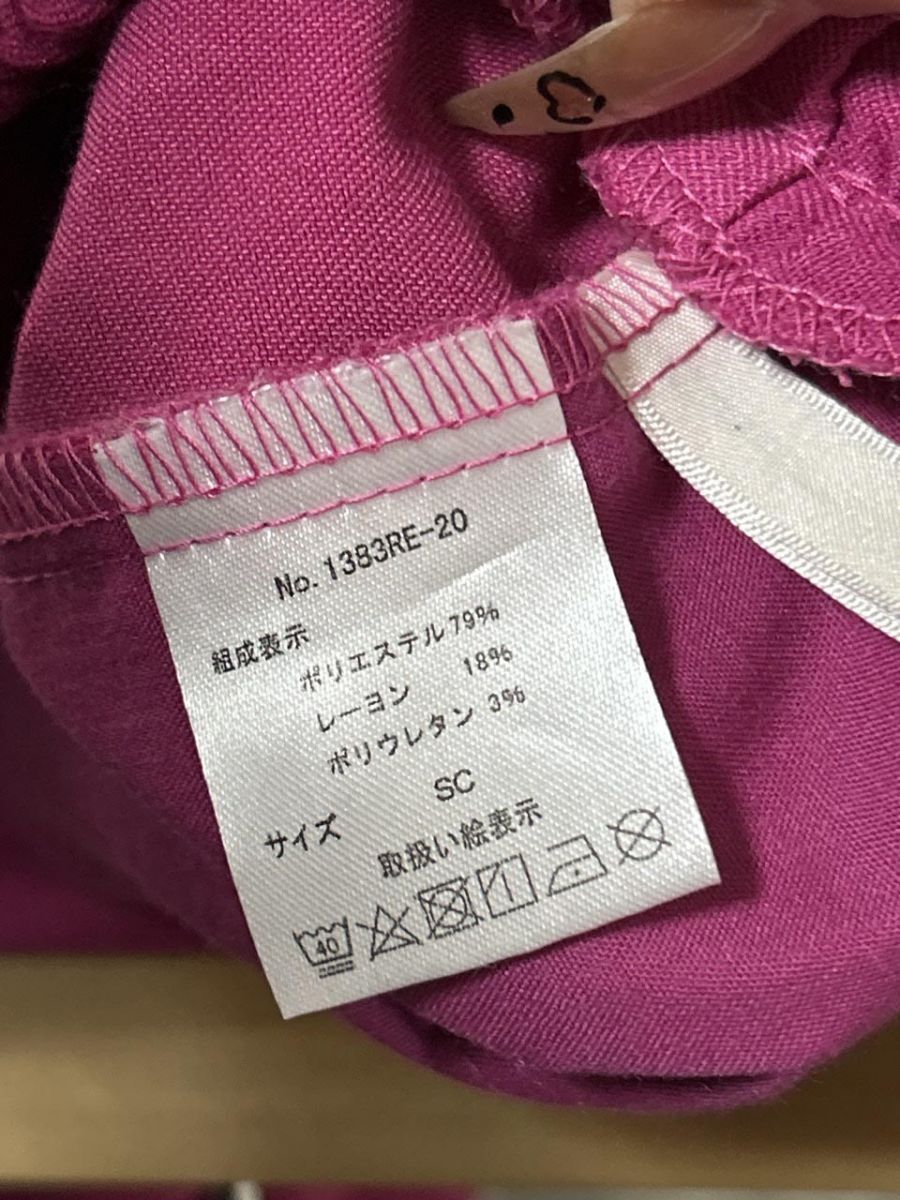 No. 1383RE-20
組成表示
ポリエステル 79%
レーヨン 18%
ポリウレタン 3%
サイズ SC
取扱い絵表示
40